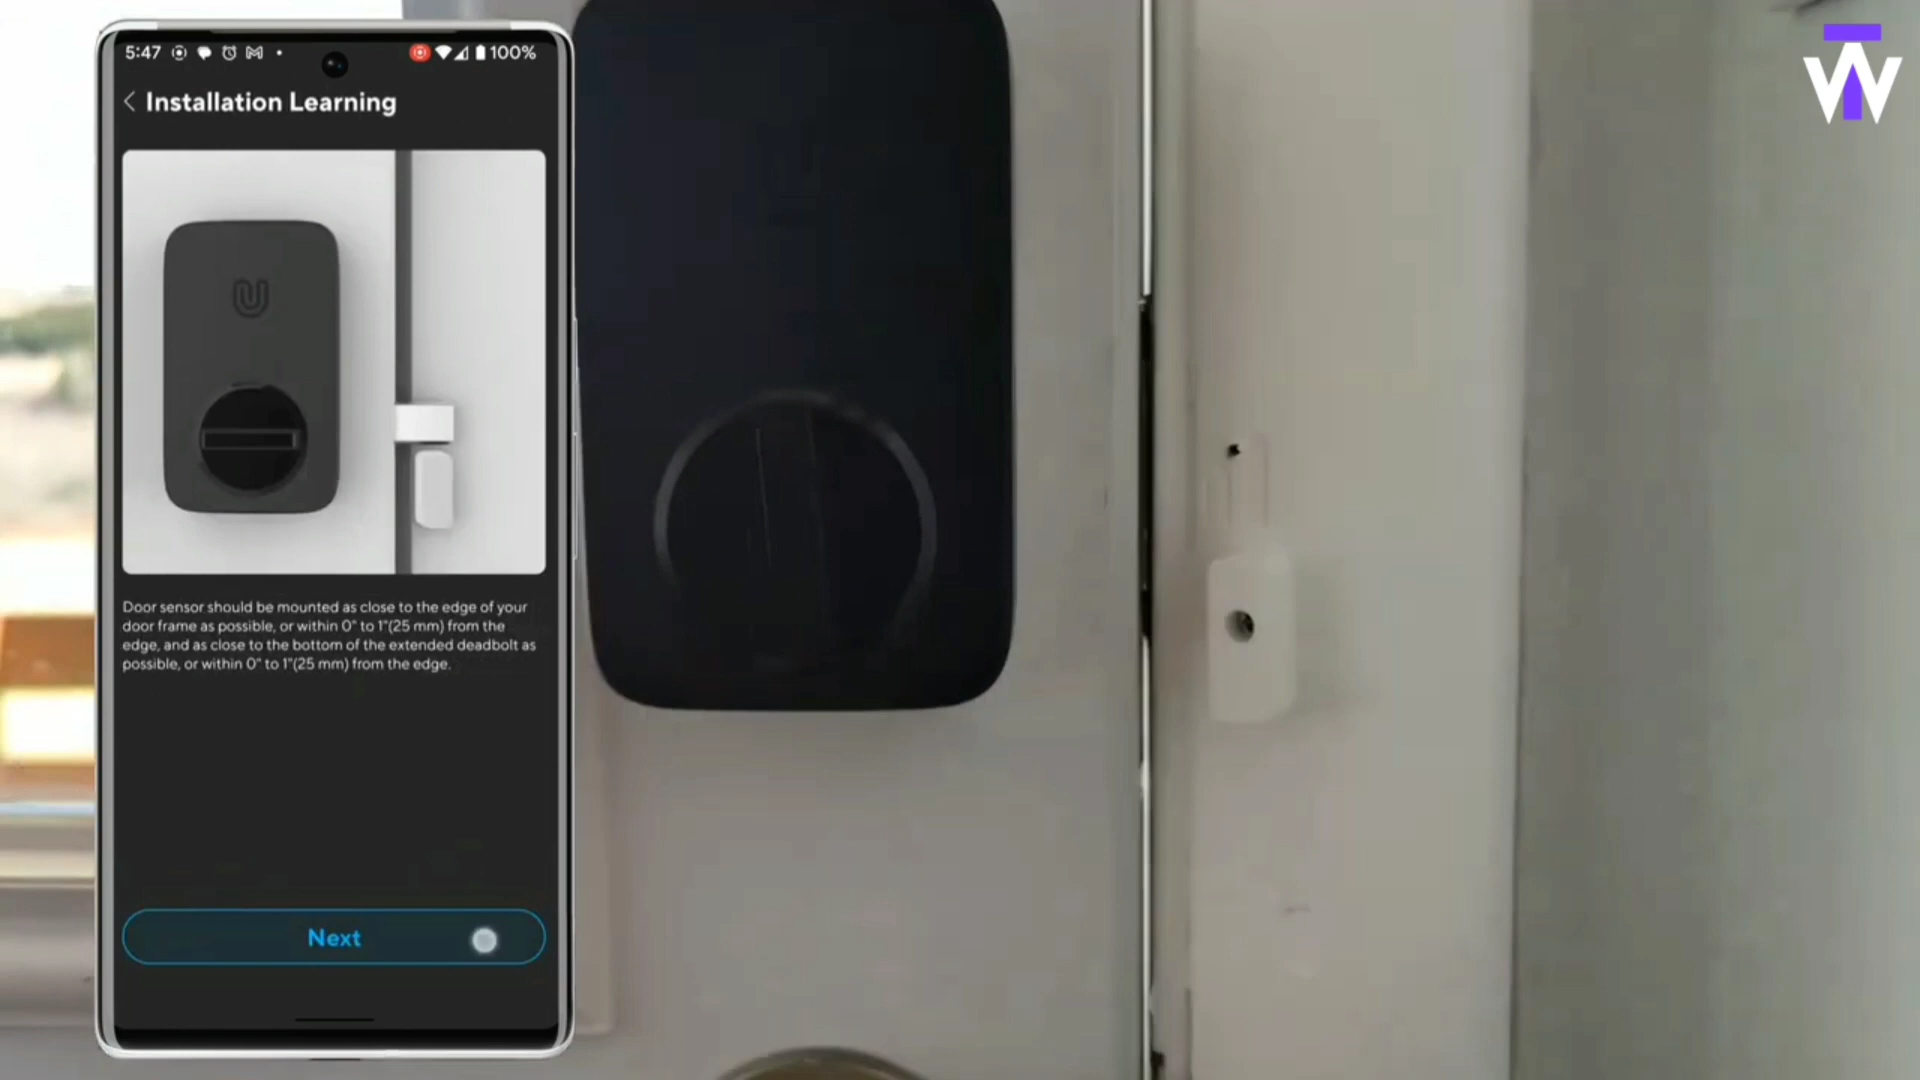 5:47
100%
Installation Learning
U
Door sensor should be mounted as close to the edge of your
door frame as possible, or within 0" to 1"(25 mm) from the
edge, and as close to the bottom of the extended deadbolt as
possible, or within 0" to 1"(25 mm) from the edge.
Next
TW